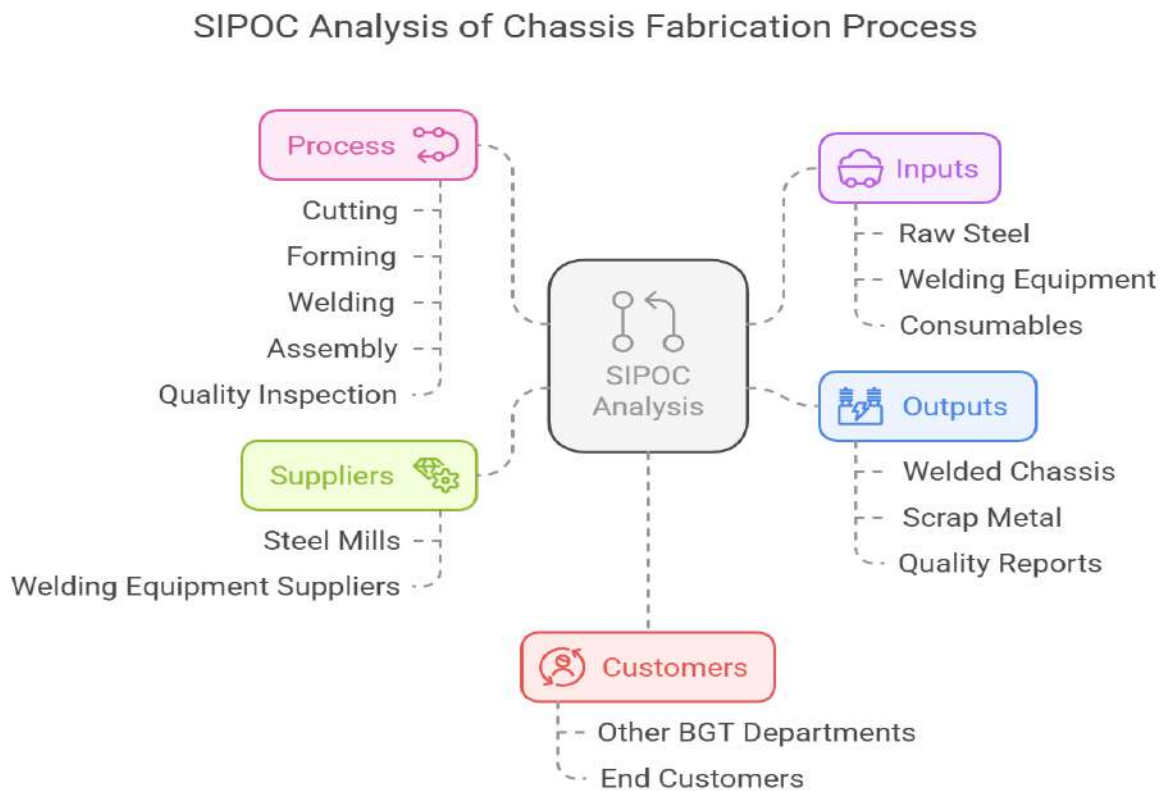 SIPOC Analysis of Chassis Fabrication Process
Process
Cutting
Forming
Welding
Assembly
Quality Inspection
Suppliers
Steel Mills
Welding Equipment Suppliers
SIPOC
Analysis
Inputs
Raw Steel
Welding Equipment
Consumables
Outputs
Welded Chassis
Scrap Metal
Quality Reports
Customers
Other BGT Departments
End Customers